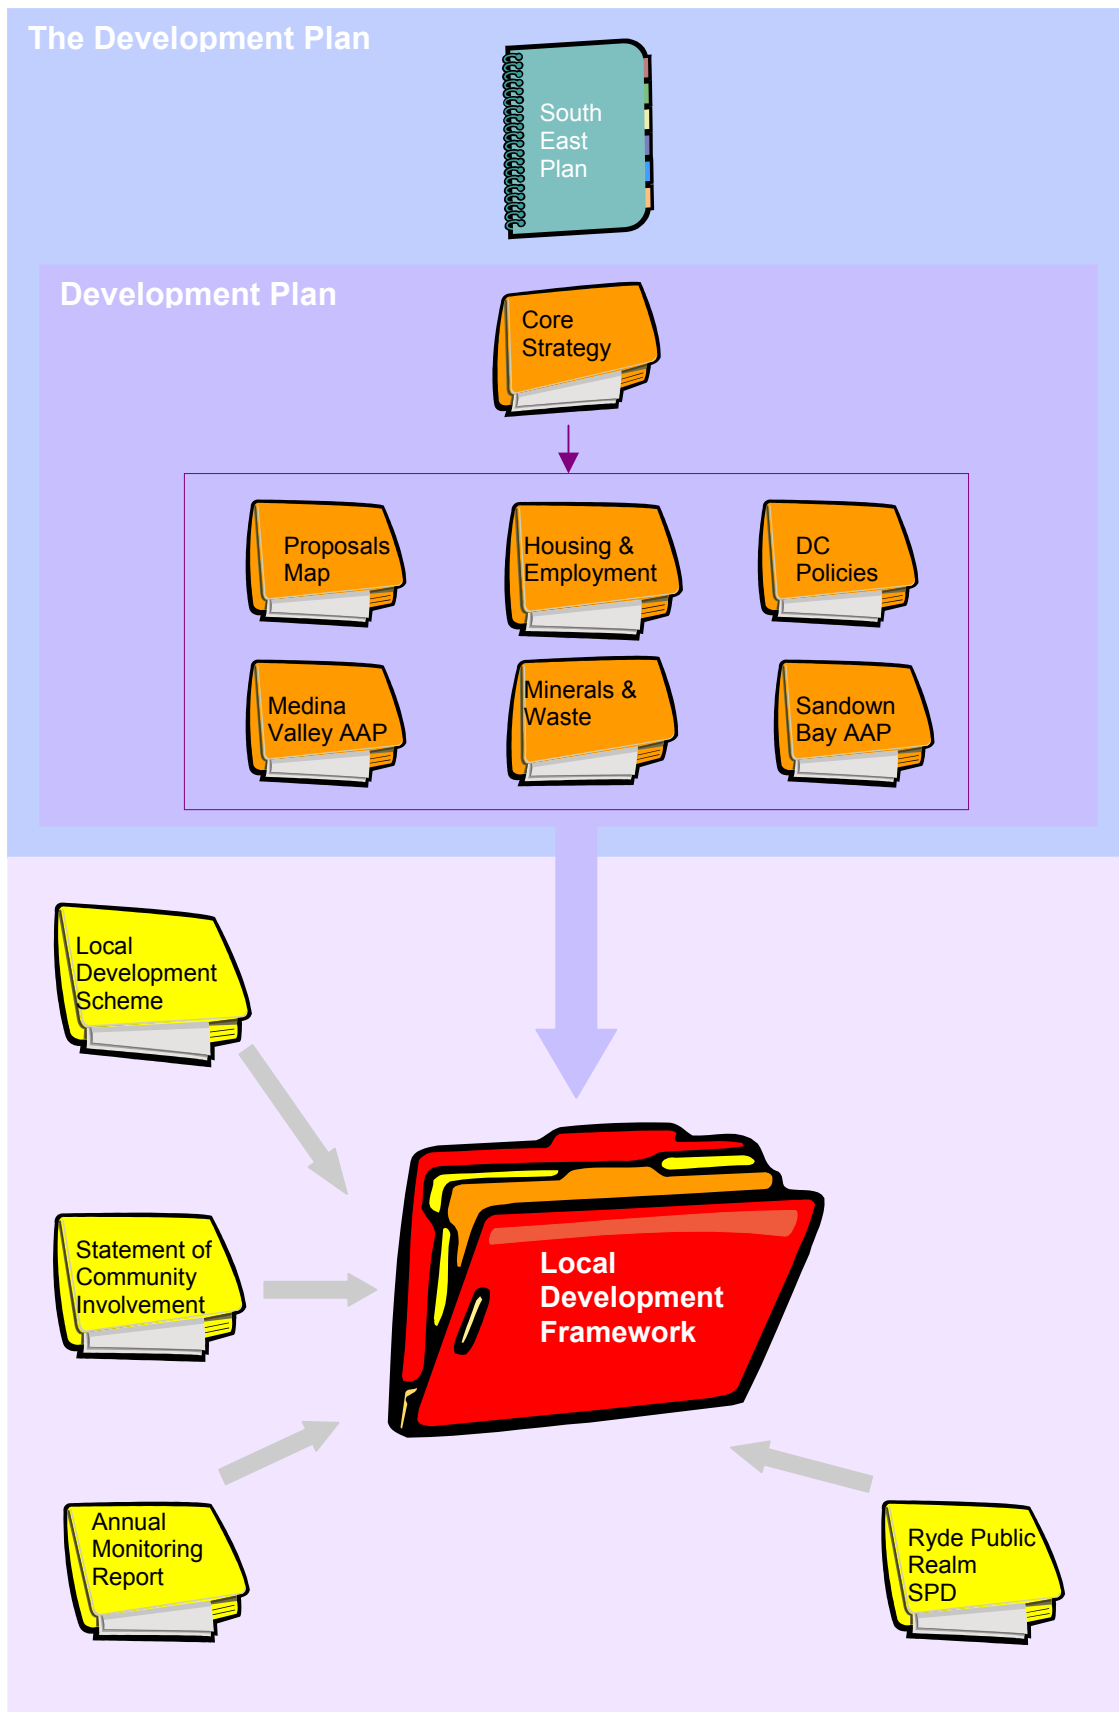 The Development Plan
South
East
Plan
Development Plan
Core
Strategy
Proposals
Map
Housing &
Employment
DC
Policies
Medina
Valley AAP
Minerals &
Waste
Sandown
Bay AAP
Local
Development
Scheme
Statement of
Community
Involvement
Local
Development
Framework
Annual
Monitoring
Report
Ryde Public
Realm
SPD